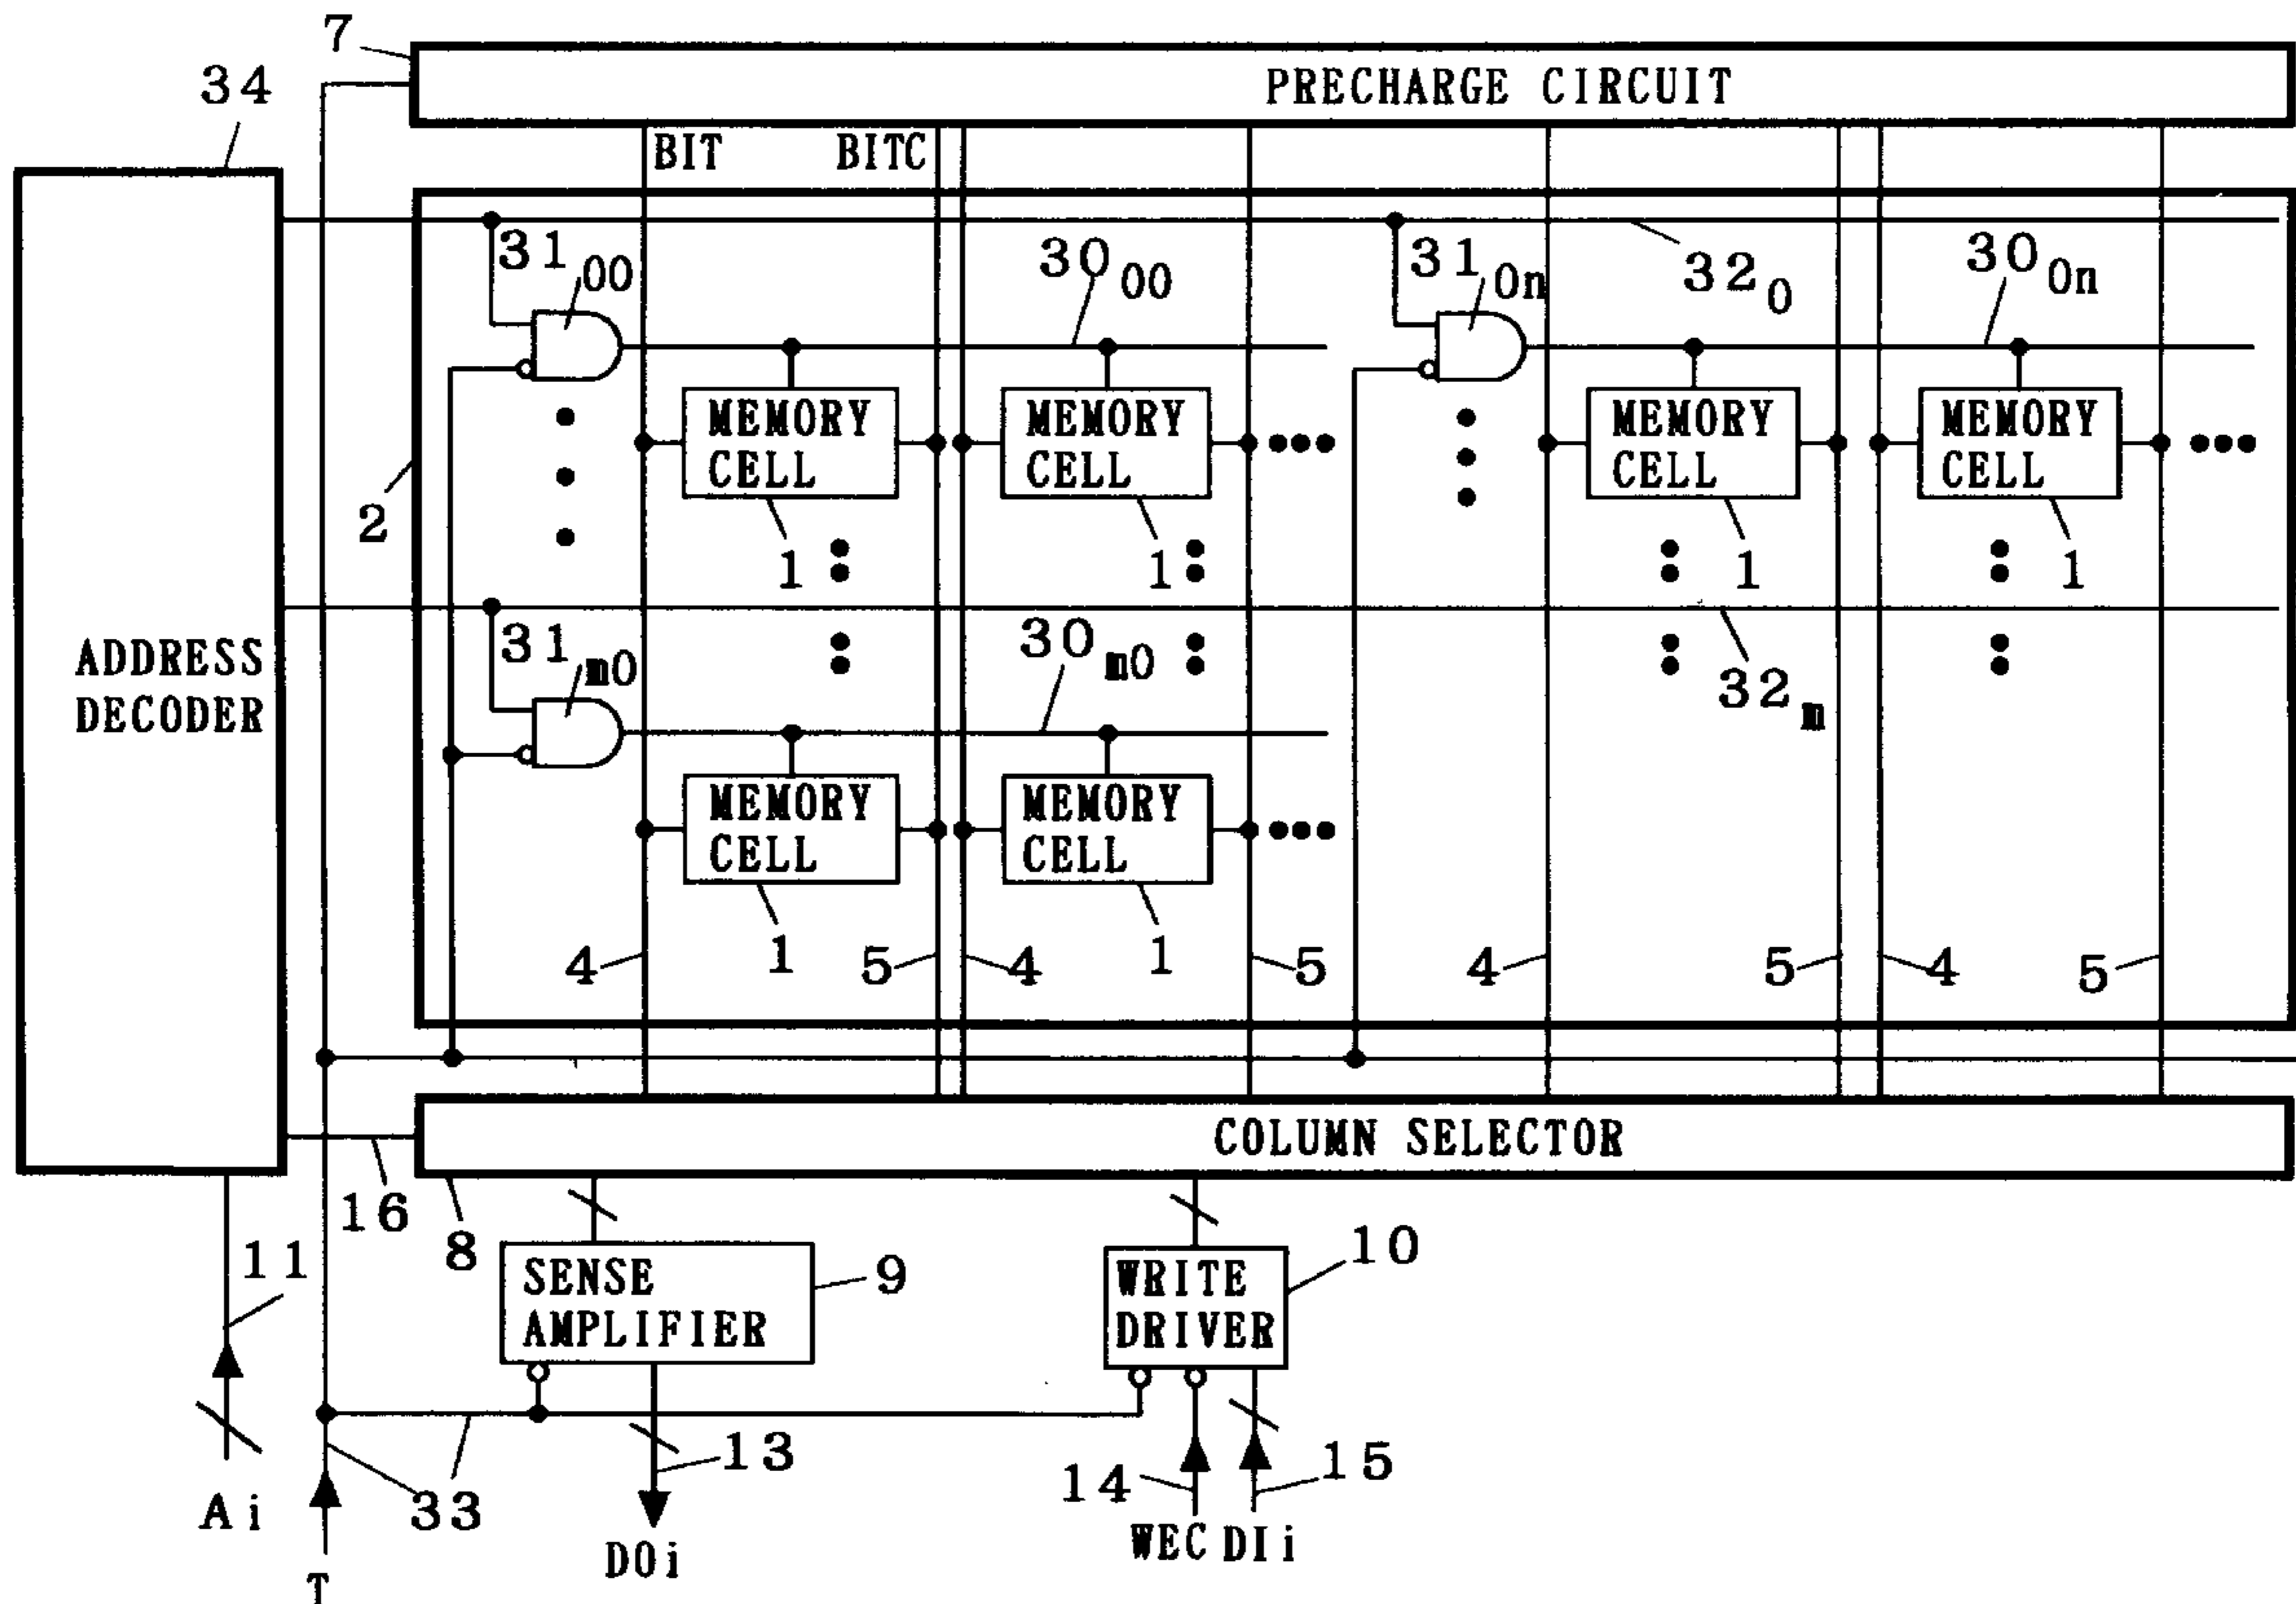 7
PRECHARGE CIRCUIT
34
BIT BITC
31 00
30 00
31 0n
32 0
30 0n
MEMORY CELL
MEMORY CELL
MEMORY CELL
MEMORY CELL
2
1
1
1
1
ADDRESS DECODER
31 m0
30 m0
32 m
MEMORY CELL
MEMORY CELL
1
1
4
5
4
5
4
5
4
5
COLUMN SELECTOR
16
8
11
SENSE AMPLIFIER
9
WRITE DRIVER
10
13
14
15
Ai
33
DOi
WEC DIi
T